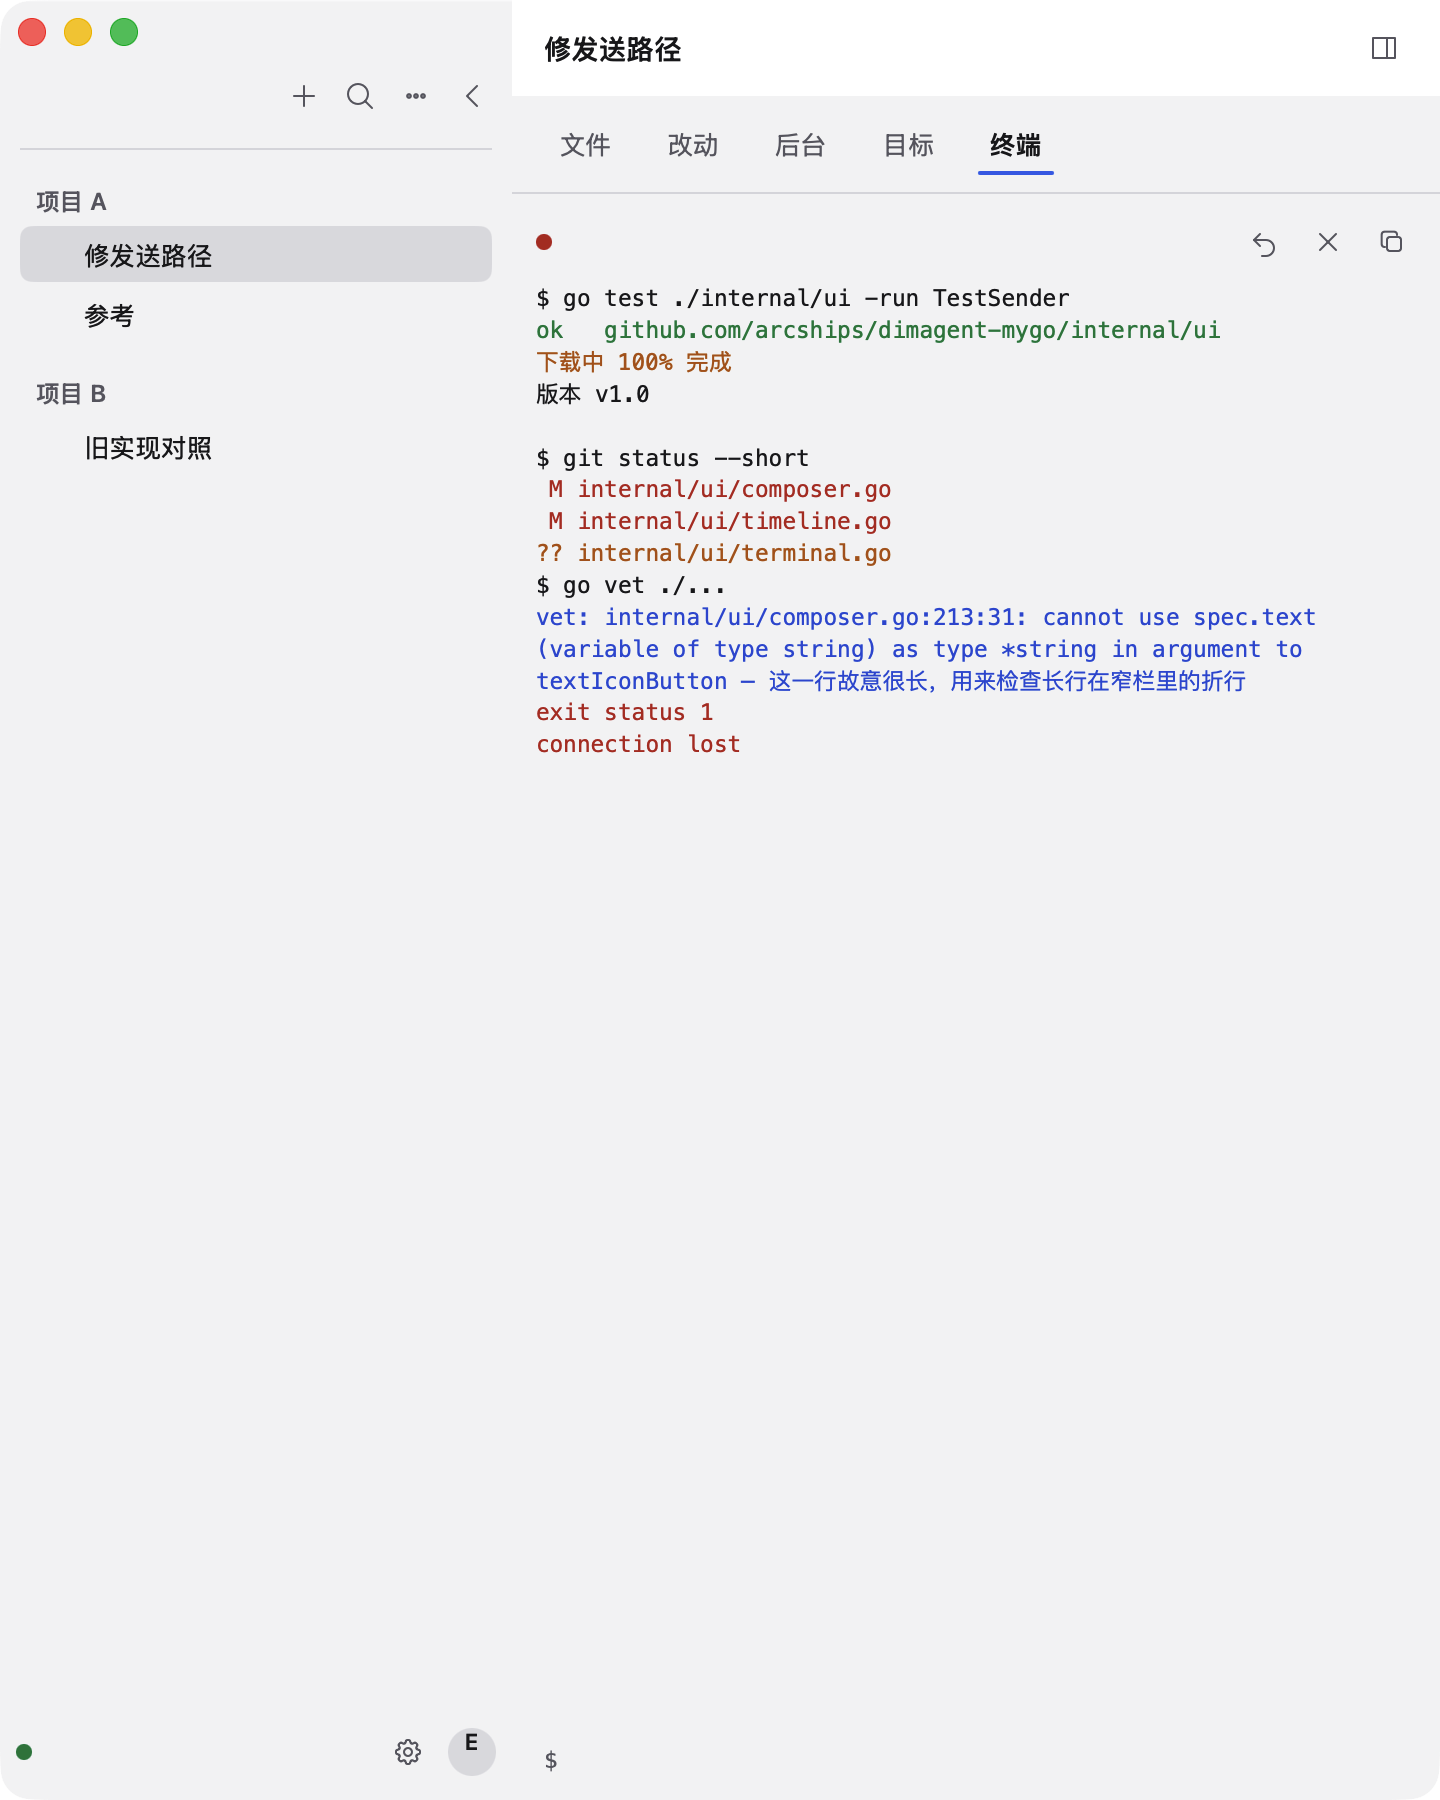 项目 A
修发送路径
参考
项目 B
旧实现对照
E
修发送路径
文件 改动 后台 目标 终端
$ go test ./internal/ui -run TestSender
ok   github.com/arcships/dimagent-mygo/internal/ui
下载中 100% 完成
版本 v1.0
$ git status --short
 M internal/ui/composer.go
 M internal/ui/timeline.go
?? internal/ui/terminal.go
$ go vet ./...
vet: internal/ui/composer.go:213:31: cannot use spec.text
(variable of type string) as type *string in argument to
textIconButton — 这一行故意很长，用来检查长行在窄栏里的折行
exit status 1
connection lost
$